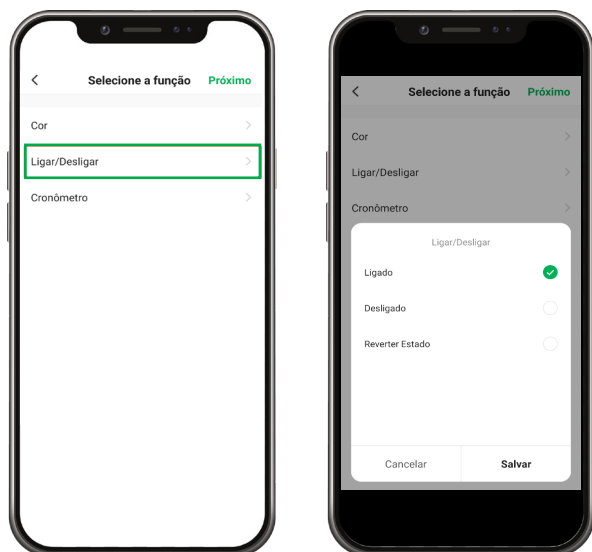 Selecione a função Próximo
Cor
Ligar/Desligar
Cronômetro
Selecione a função Próximo
Cor
Ligar/Desligar
Cronômetro
Ligar/Desligar
Ligado
Desligado
Reverter Estado
Cancelar Salvar